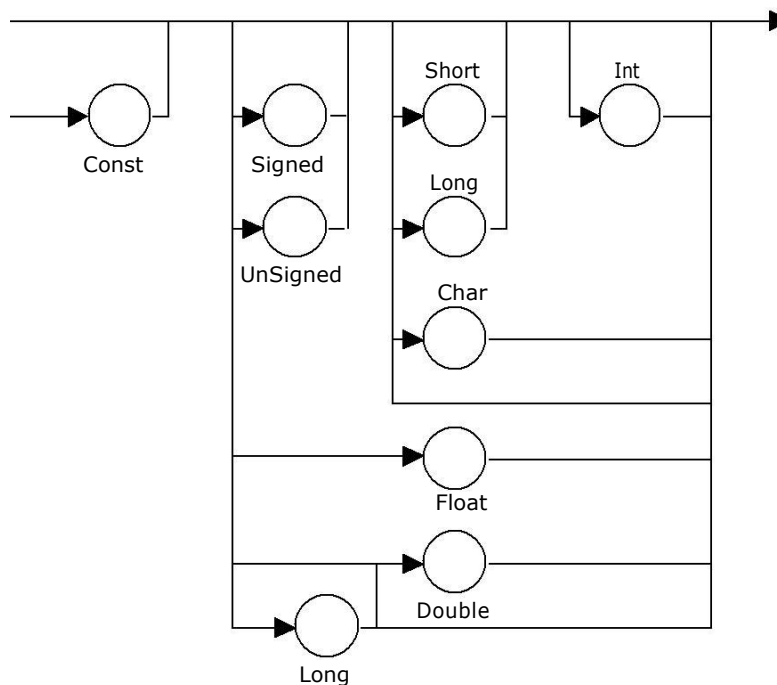 Short
Int
Const
Signed
Long
UnSigned
Char
Float
Double
Long